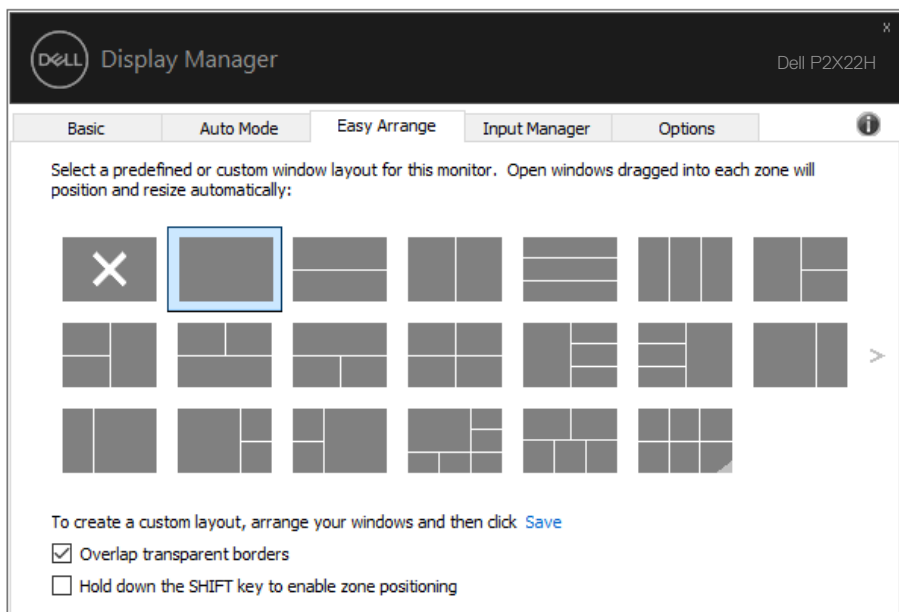 x
DELL Display Manager
Dell P2X22H
Basic Auto Mode Easy Arrange Input Manager Options
Select a predefined or custom window layout for this monitor. Open windows dragged into each zone will
position and resize automatically:
>
To create a custom layout, arrange your windows and then click Save
Overlap transparent borders
Hold down the SHIFT key to enable zone positioning